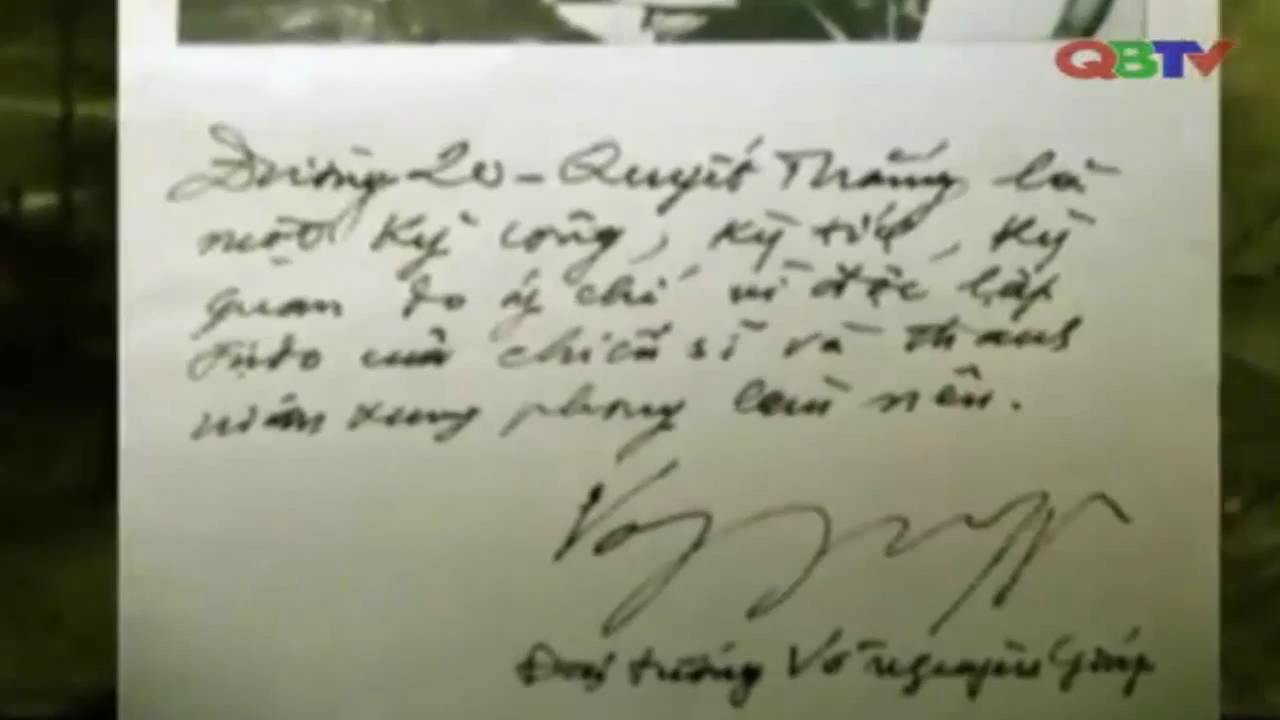 QBTV
Đường 20 - Quyết Thắng là
một kỳ công, kỳ tích, kỳ
quan do ý chí vì độc lập
tự do của chiến sĩ và thanh
niên xung phong làm nên.
Đại tướng Võ Nguyên Giáp